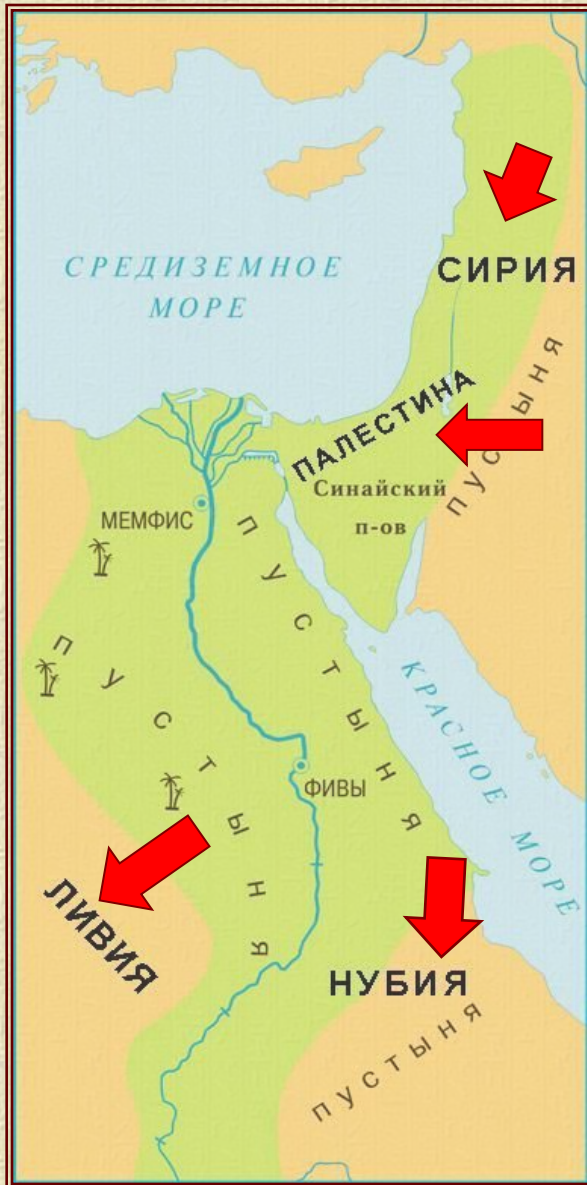 СРЕДИЗЕМНОЕ
МОРЕ
СИРИЯ
ПАЛЕСТИНА
ПУСТЫНЯ
Синайский
п-ов
МЕМФИС
ПУСТЫНЯ
ПУСТЫНЯ
КРАСНОЕ МОРЕ
ФИВЫ
ЛИВИЯ
НУБИЯ
ПУСТЫНЯ